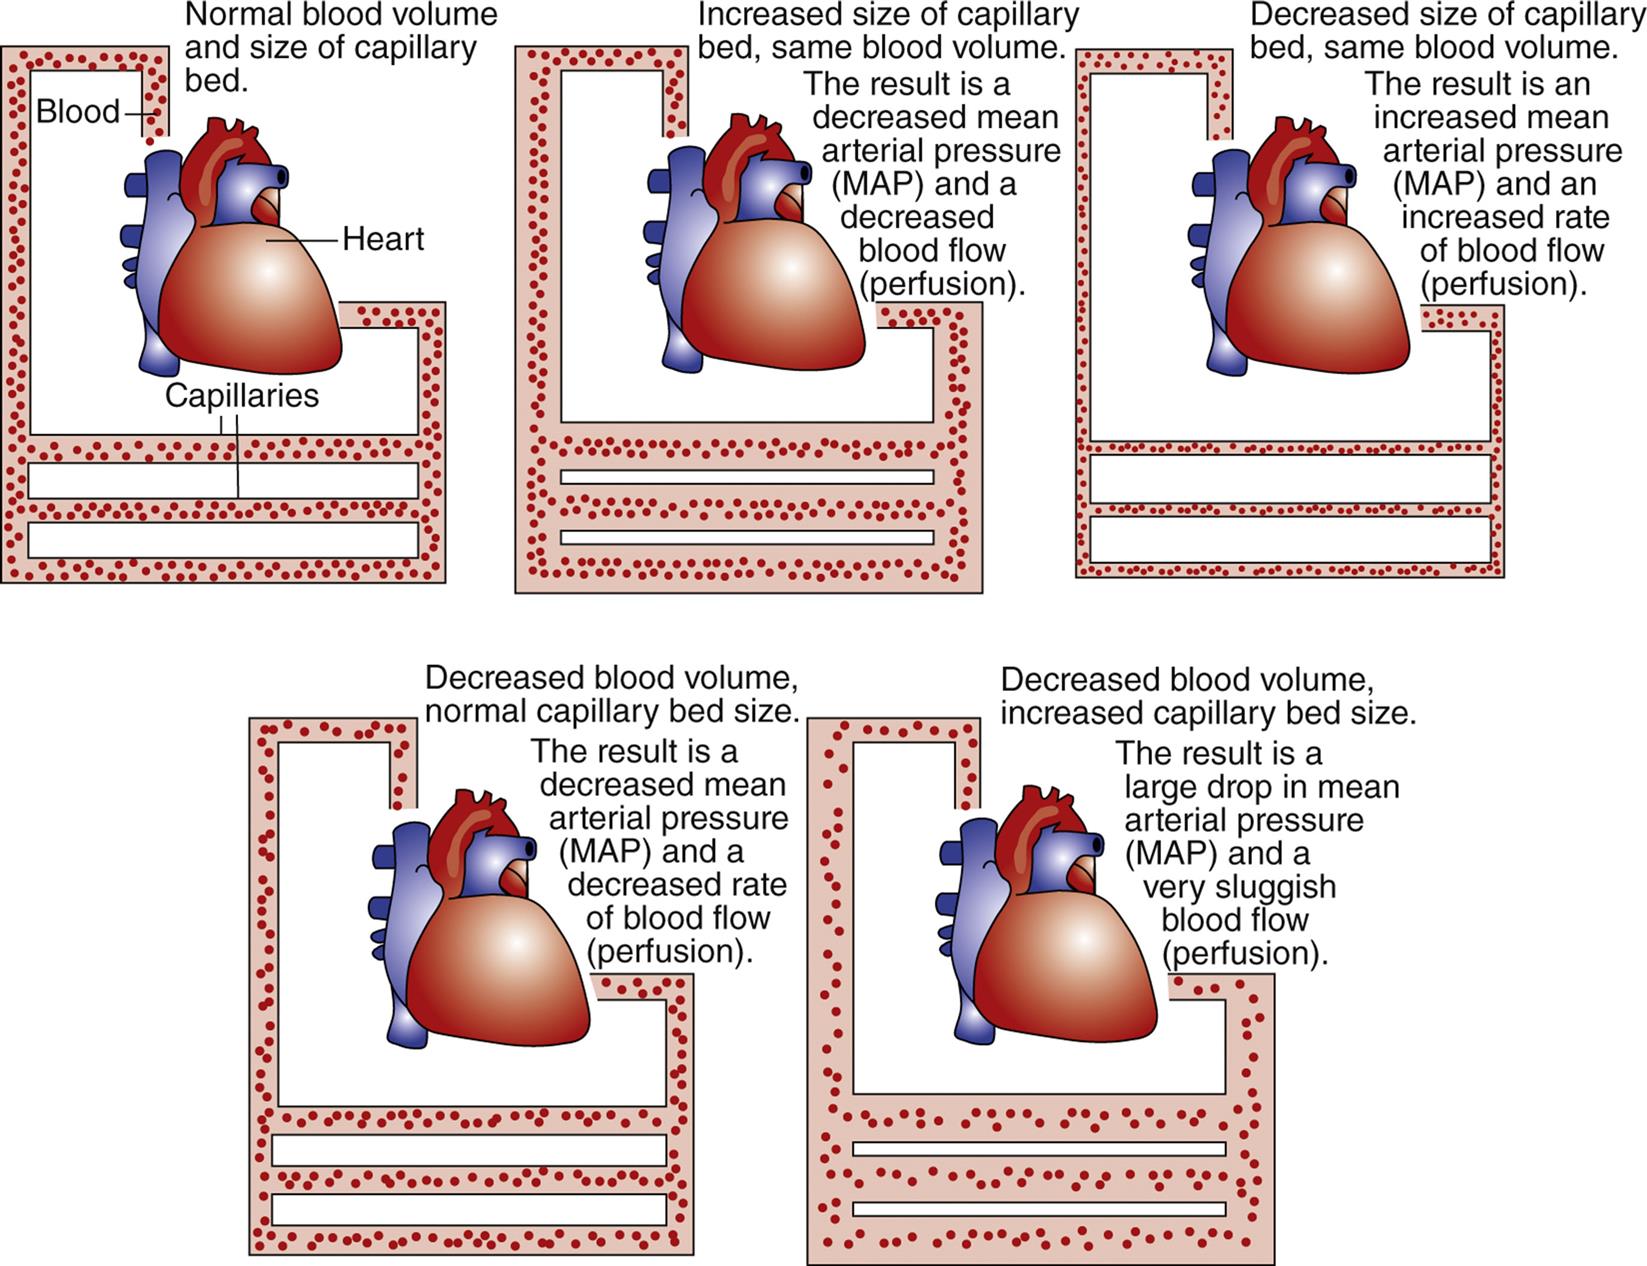 Normal blood volume
and size of capillary
bed.
Blood
Heart
Capillaries
Increased size of capillary
bed, same blood volume.
The result is a
decreased mean
arterial pressure
(MAP) and a
decreased
blood flow
(perfusion).
Decreased size of capillary
bed, same blood volume.
The result is an
increased mean
arterial pressure
(MAP) and an
increased rate
of blood flow
(perfusion).
Decreased blood volume,
normal capillary bed size.
The result is a
decreased mean
arterial pressure
(MAP) and a
decreased rate
of blood flow
(perfusion).
Decreased blood volume,
increased capillary bed size.
The result is a
large drop in mean
arterial pressure
(MAP) and a
very sluggish
blood flow
(perfusion).